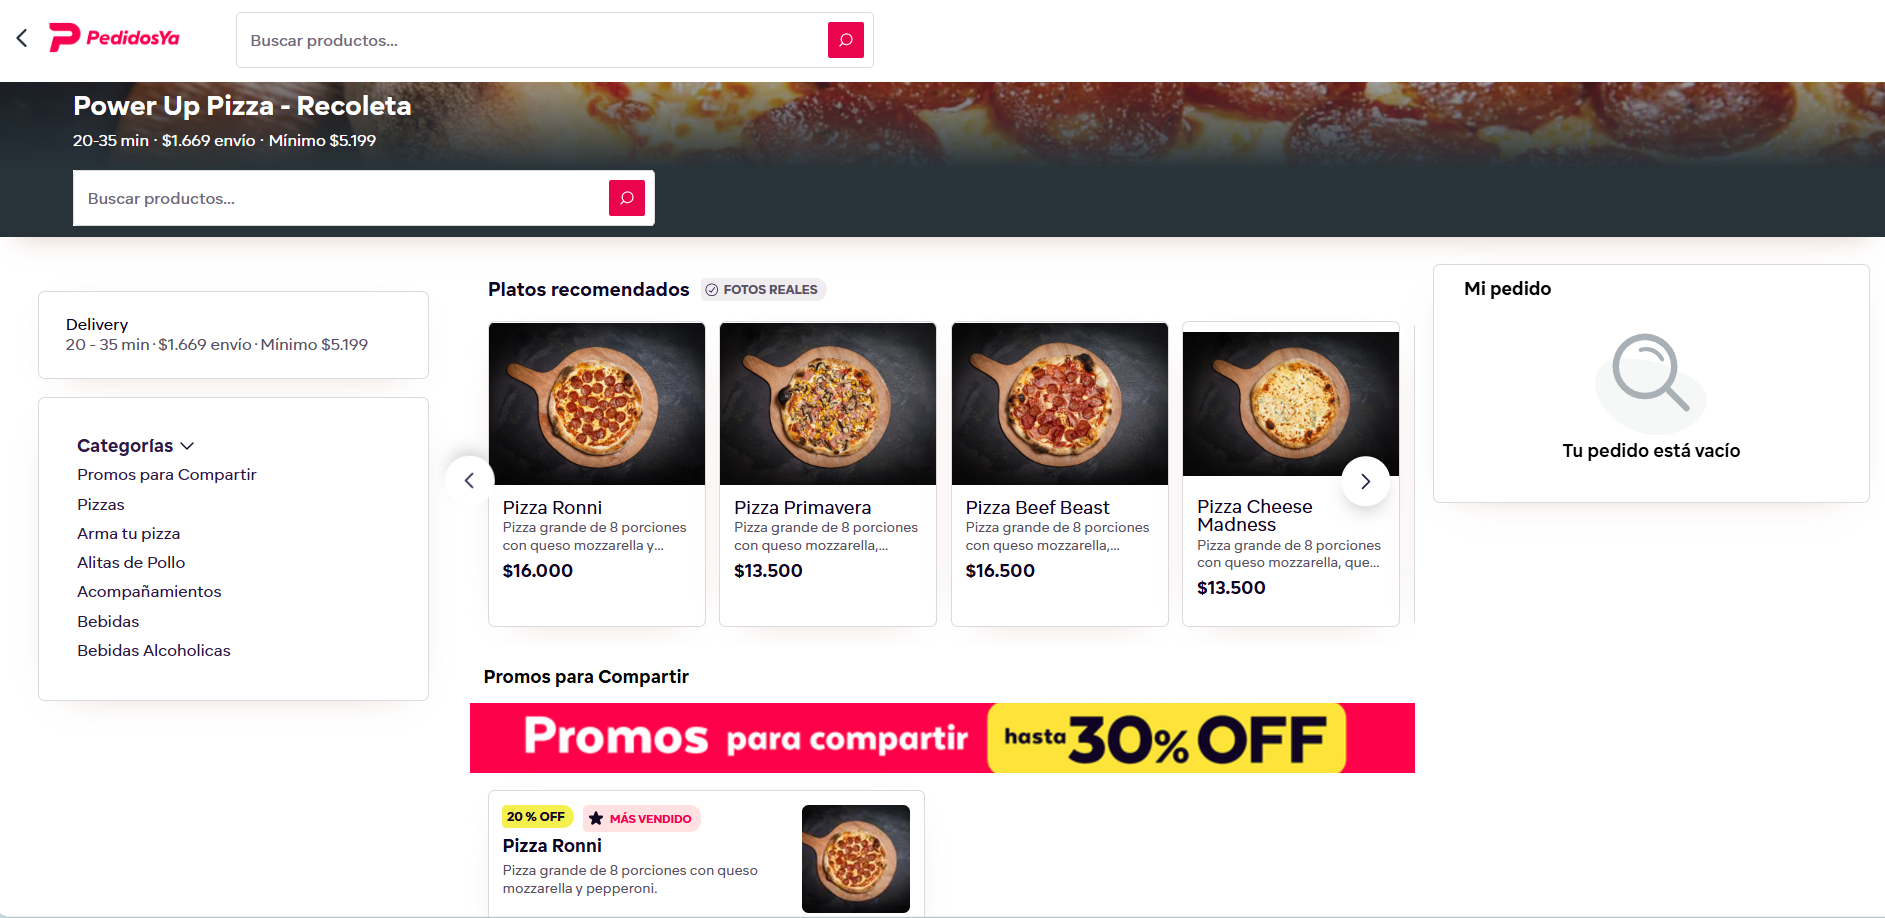 PedidosYa
Buscar productos...
Power Up Pizza - Recoleta
20-35 min · $1.669 envío · Mínimo $5.199
Buscar productos...
Delivery
20 - 35 min · $1.669 envío · Mínimo $5.199
Categorías
Promos para Compartir
Pizzas
Arma tu pizza
Alitas de Pollo
Acompañamientos
Bebidas
Bebidas Alcoholicas
Platos recomendados
FOTOS REALES
Pizza Ronni
Pizza grande de 8 porciones
con queso mozzarella y...
$16.000
Pizza Primavera
Pizza grande de 8 porciones
con queso mozzarella,...
$13.500
Pizza Beef Beast
Pizza grande de 8 porciones
con queso mozzarella,...
$16.500
Pizza Cheese
Madness
Pizza grande de 8 porciones
con queso mozzarella, que...
$13.500
Promos para Compartir
Promos para compartir hasta 30% OFF
20 % OFF
MÁS VENDIDO
Pizza Ronni
Pizza grande de 8 porciones con queso
mozzarella y pepperoni.
Mi pedido
Tu pedido está vacío